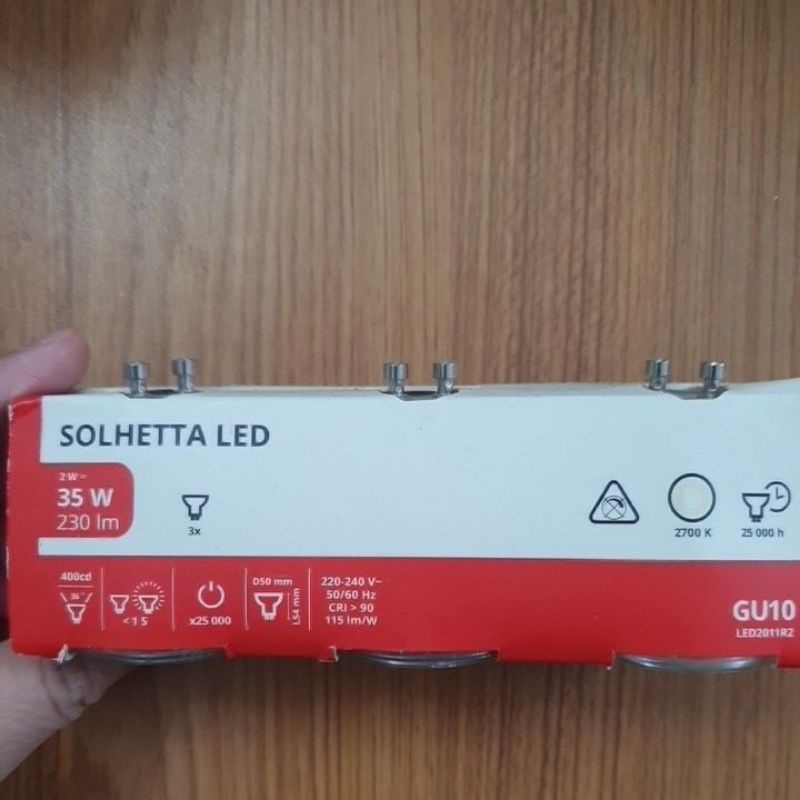 SOLHETTA LED
2 W =
35 W
230 lm
3x
2700 K
25 000 h
400cd
36°
< 1 S
x25 000
D50 mm
L54 mm
220-240 V~
50/60 Hz
CRI > 90
115 lm/W
GU10
LED2011R2